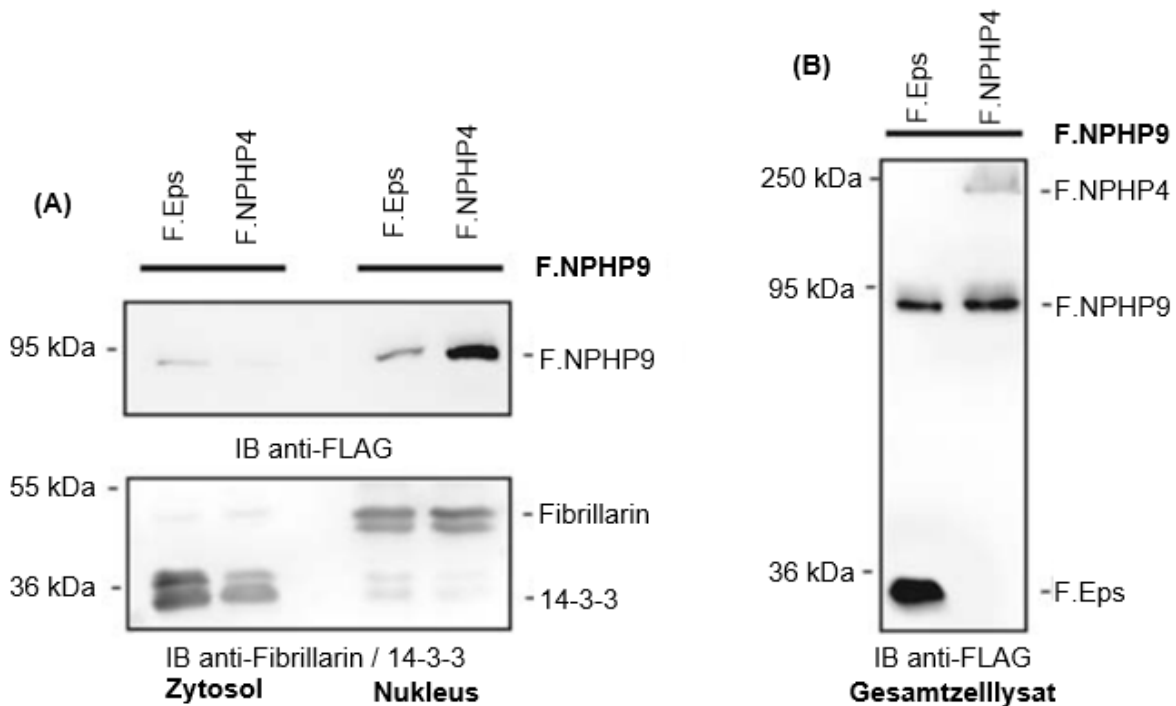 (A)
F.Eps
F.NPHP4
F.Eps
F.NPHP4
F.NPHP9
95 kDa -
- F.NPHP9
IB anti-FLAG
55 kDa -
-Fibrillarin
36 kDa -
- 14-3-3
IB anti-Fibrillarin / 14-3-3
Zytosol Nukleus
(B)
F.Eps
F.NPHP4
F.NPHP9
250 kDa -
-F.NPHP4
95 kDa -
-F.NPHP9
36 kDa -
-F.Eps
IB anti-FLAG
Gesamtzelllysat